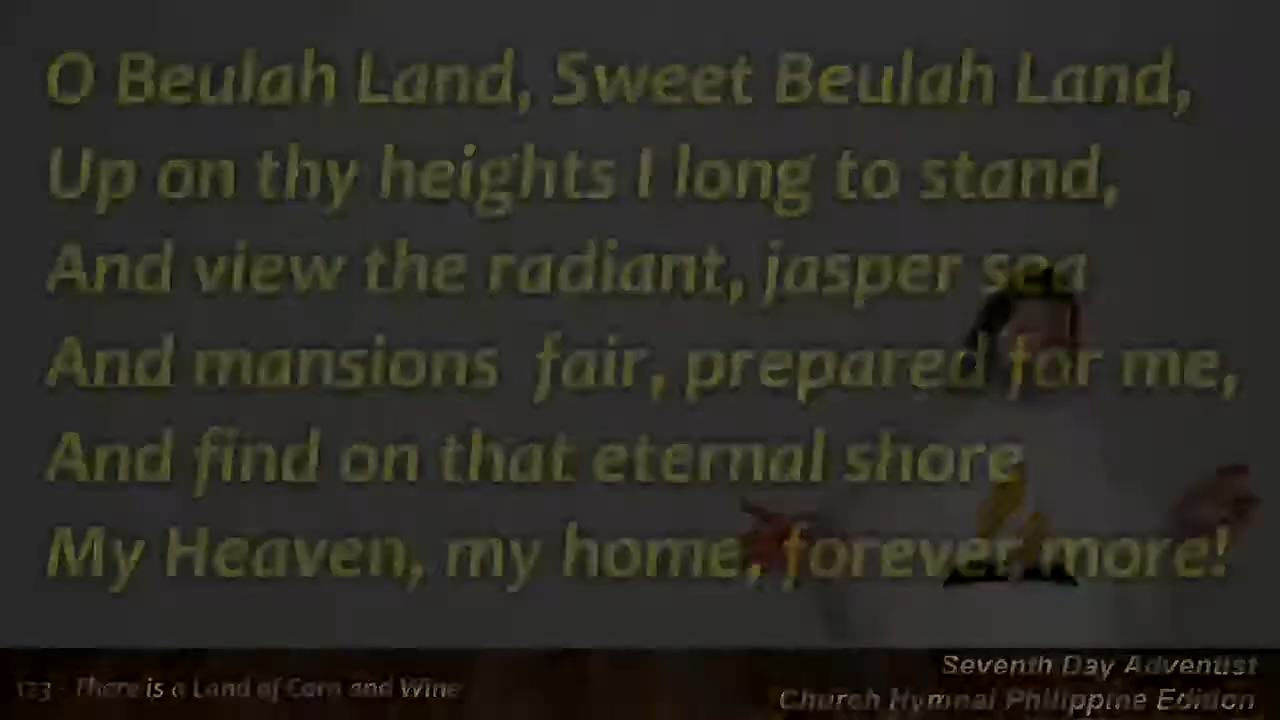 O Beulah Land, Sweet Beulah Land,
Up on thy heights I long to stand,
And view the radiant, jasper sea
And mansions fair, prepared for me,
And find on that eternal shore
My Heaven, my home, forever more!
123 - There is a Land of Corn and Wine
Seventh Day Adventist
Church Hymnal Philippine Edition